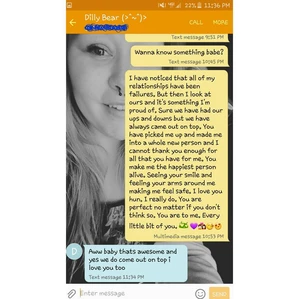 33% 11:36 PM
Dilly Bear (>^~^)>
CALL MORE
Text message 9:51 PM
Wanna know something babe?
Text message 10:45 PM
I have noticed that all of my
relationships have been
failures. But then I look at
ours and it's something I'm
proud of. Sure we have had our
ups and downs but we have
always come out on top. You
have picked me up and made me
into a whole new person and I
cannot thank you enough for
all that you have for me. You
make me the happiest person
alive. Seeing your smile and
feeling your arms around me
making me feel safe. I love you
hun. I really do. You are
perfect no matter if you don't
think so. You are to me. Every
little bit of you.
Multimedia message 10:53 PM
D
Aww baby thats awesome and
yes we do come out on top i
love you too
Text message 11:34 PM
Enter message
SEND